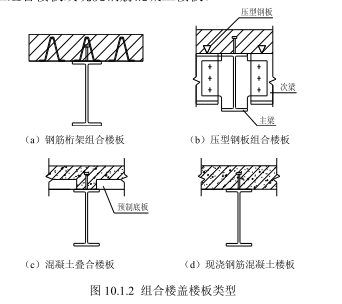 压型钢板
次梁
主梁
（a）钢筋桁架组合楼板
（b）压型钢板组合楼板
预制底板
（c）混凝土叠合楼板
（d）现浇钢筋混凝土楼板
图 10.1.2 组合楼盖楼板类型